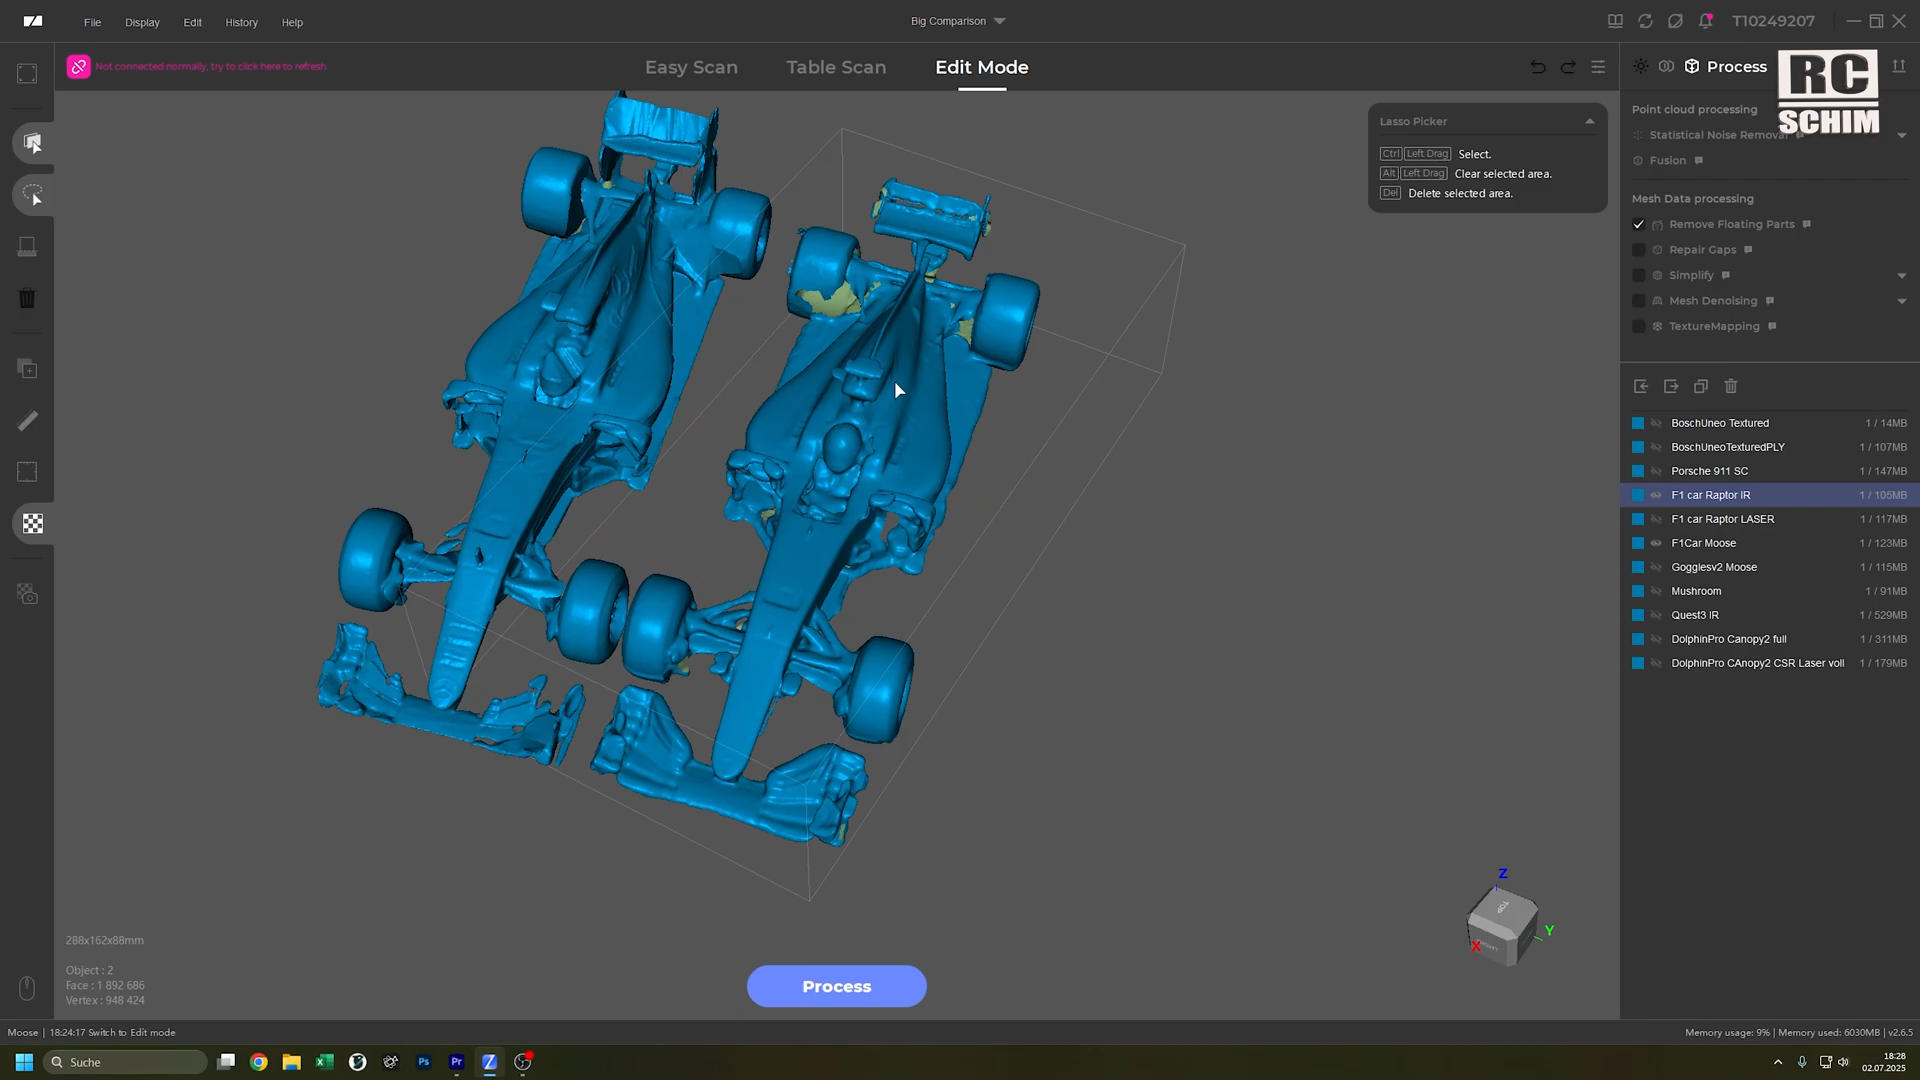 File Display Edit History Help
Big Comparison
T10249207
Not connected normally, try to click here to refresh.
Easy Scan Table Scan Edit Mode
Process
RC
SCHIM
Lasso Picker
Ctrl Left Drag Select.
Alt Left Drag Clear selected area.
Del Delete selected area.
Point cloud processing
Statistical Noise Removal
Fusion
Mesh Data processing
Remove Floating Parts
Repair Gaps
Simplify
Mesh Denoising
TextureMapping
BoschUneo Textured 1 / 14MB
BoschUneoTexturedPLY 1 / 107MB
Porsche 911 SC 1 / 147MB
F1 car Raptor IR 1 / 105MB
F1 car Raptor LASER 1 / 117MB
F1Car Moose 1 / 123MB
Gogglesv2 Moose 1 / 115MB
Mushroom 1 / 91MB
Quest3 IR 1 / 529MB
DolphinPro Canopy2 full 1 / 311MB
DolphinPro CAnopy2 CSR Laser voll 1 / 179MB
Z
TOP
Y
X
288x162x88mm
Object : 2
Face : 1 892 686
Vertex : 948 424
Process
Moose | 18:24:17 Switch to Edit mode
Memory usage: 9% | Memory used: 6030MB | v2.6.5
Suche
Ps
Pr
18:28
02.07.2025